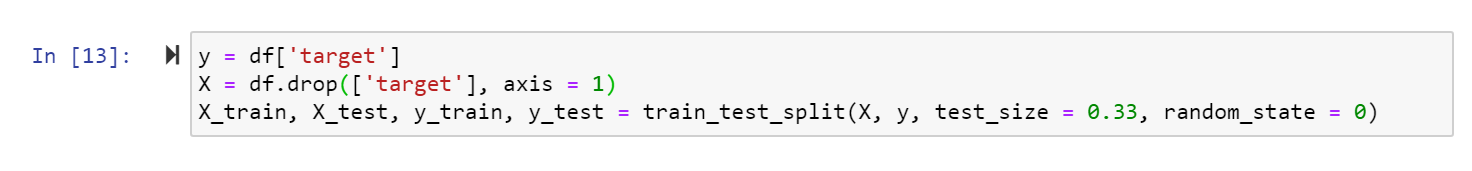 In [13]:
y = df['target']
X = df.drop(['target'], axis = 1)
X_train, X_test, y_train, y_test = train_test_split(X, y, test_size = 0.33, random_state = 0)